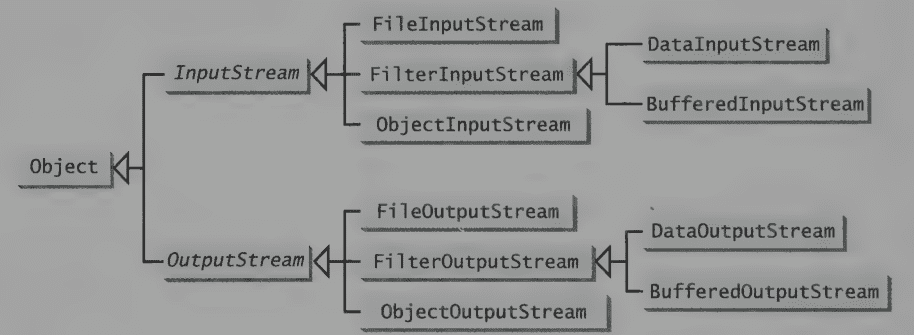 FileInputStream
DataInputStream
InputStream
FilterInputStream
BufferedInputStream
ObjectInputStream
Object
FileOutputStream
DataOutputStream
OutputStream
FilterOutputStream
BufferedOutputStream
ObjectOutputStream